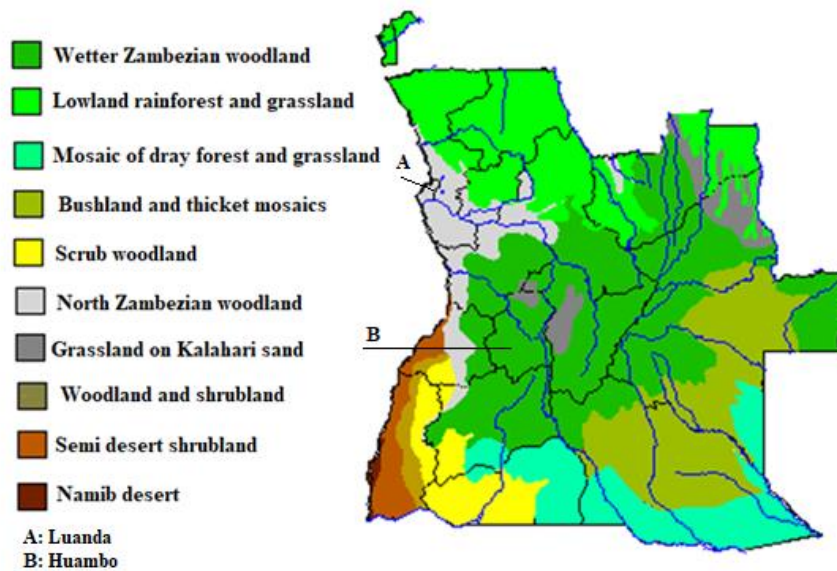 Wetter Zambezian woodland
Lowland rainforest and grassland
Mosaic of dray forest and grassland
A
Bushland and thicket mosaics
Scrub woodland
North Zambezian woodland
B
Grassland on Kalahari sand
Woodland and shrubland
Semi desert shrubland
Namib desert
A: Luanda
B: Huambo